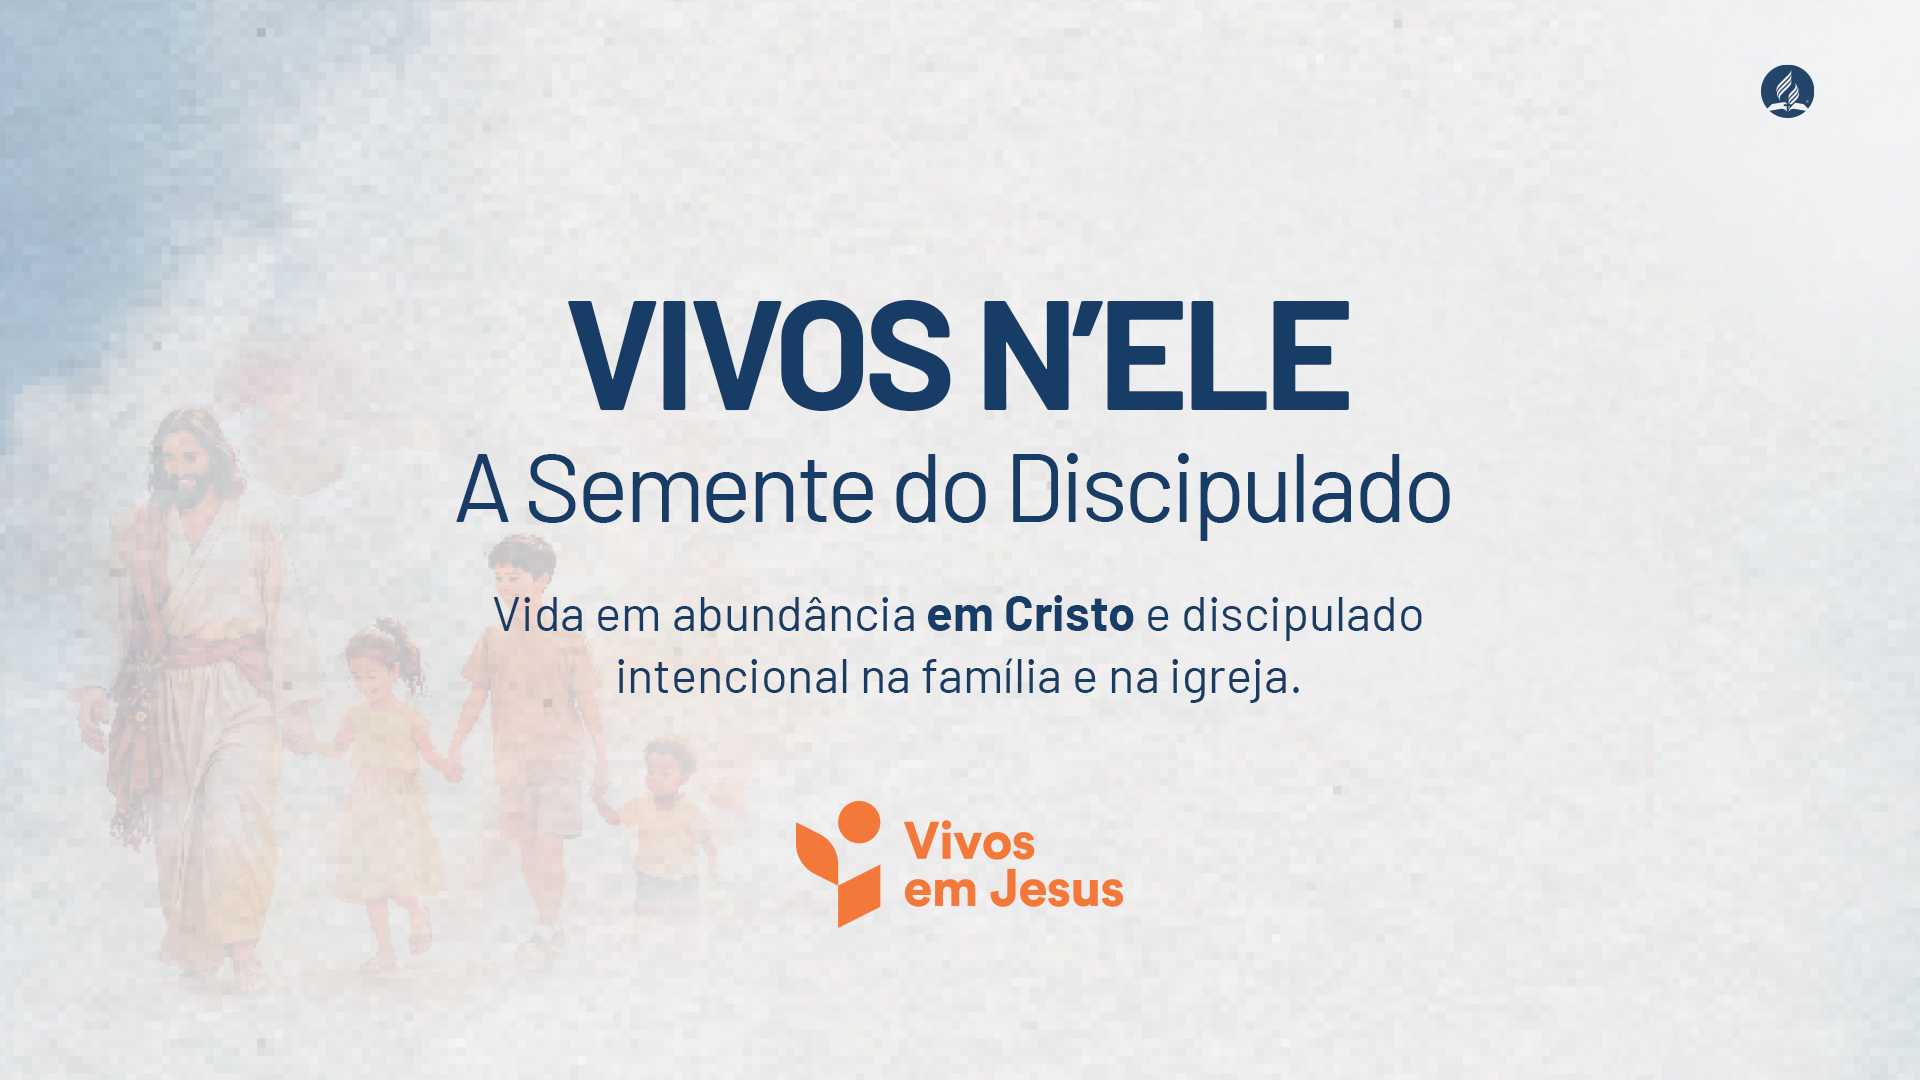 VIVOS N'ELE
A Semente do Discipulado
Vida em abundância em Cristo e discipulado
intencional na família e na igreja.
Vivos
em Jesus